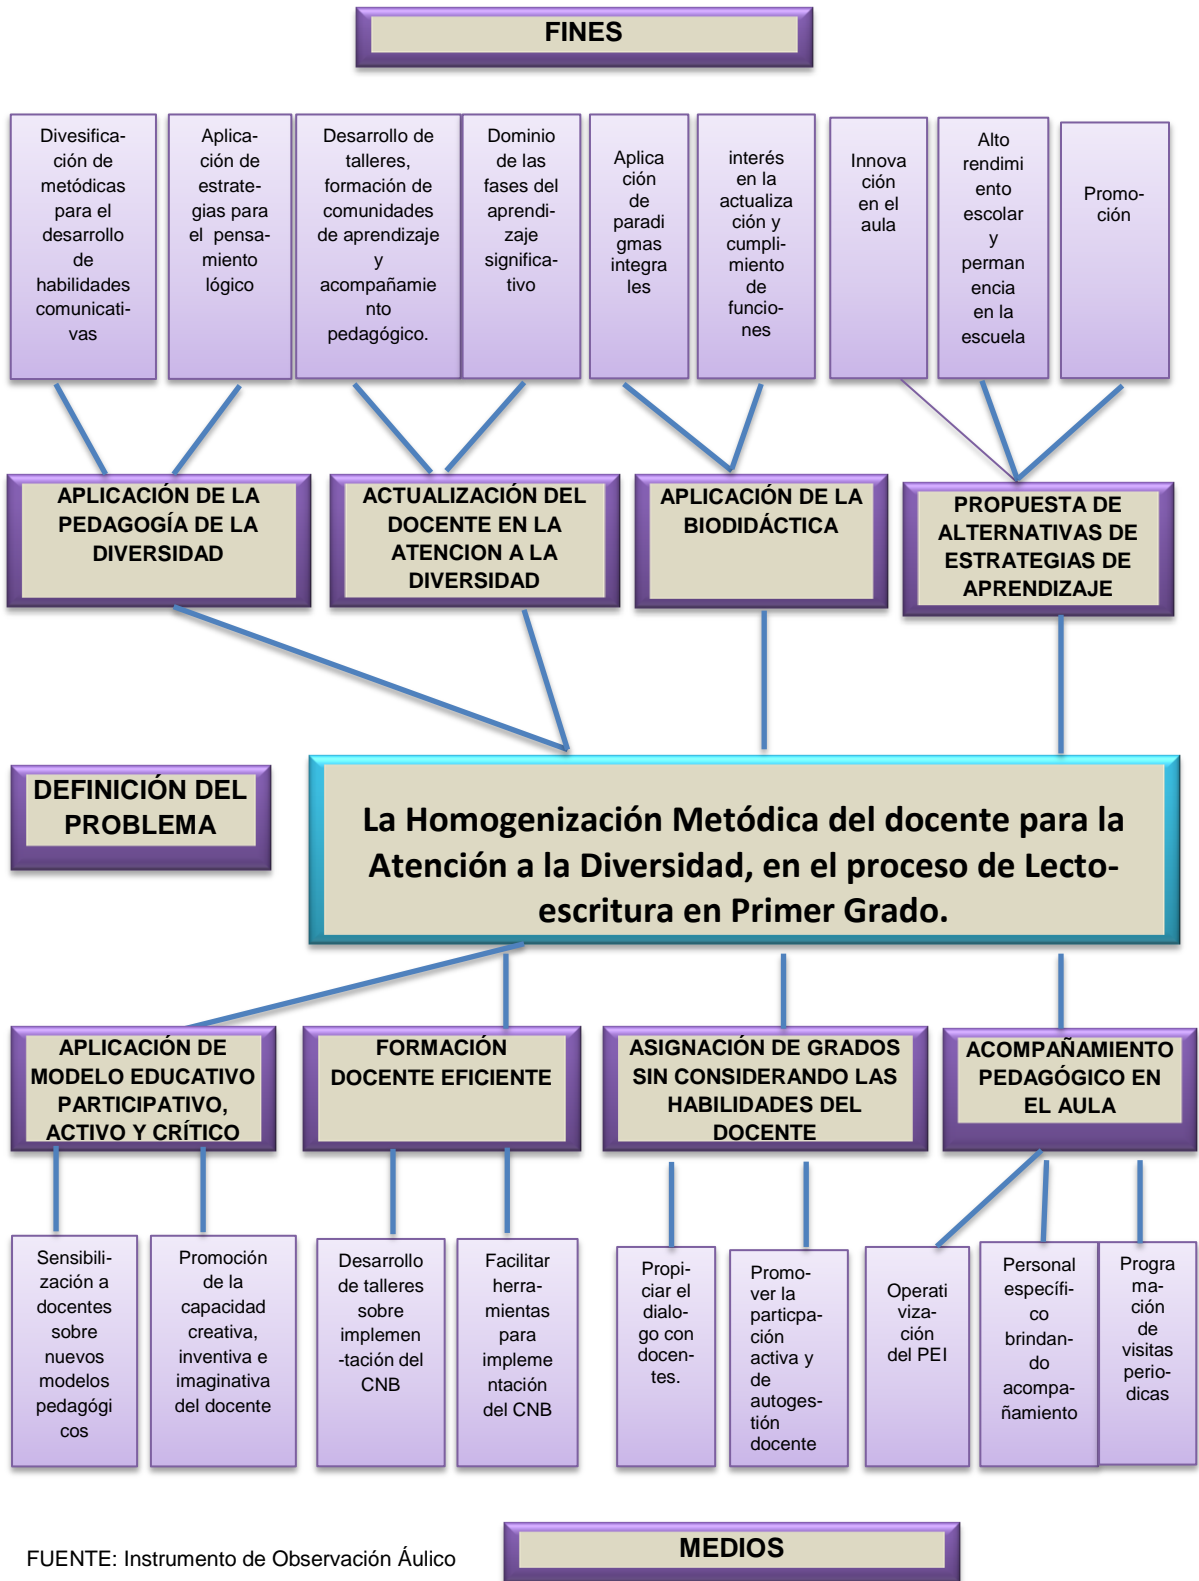 FINES
Divesifica-
ción de
metódicas
para el
desarrollo
de
habilidades
comunicati-
vas
Aplica-
ción de
estrate-
gias para
el pensa-
miento
lógico
Desarrollo de
talleres,
formación de
comunidades
de aprendizaje
y
acompañamie
nto
pedagógico.
Dominio
de las
fases del
aprendi-
zaje
significa-
tivo
Aplica
ción
de
paradi
gmas
integra
les
interés
en la
actualiza
ción y
cumpli-
miento
de
funcio-
nes
Innova
ción
en el
aula
Alto
rendimi
ento
escolar
y
perman
encia
en la
escuela
Promo-
ción
APLICACIÓN DE LA
PEDAGOGÍA DE LA
DIVERSIDAD
ACTUALIZACIÓN DEL
DOCENTE EN LA
ATENCION A LA
DIVERSIDAD
APLICACIÓN DE LA
BIODIDÁCTICA
PROPUESTA DE
ALTERNATIVAS DE
ESTRATEGIAS DE
APRENDIZAJE
DEFINICIÓN DEL
PROBLEMA
La Homogenización Metódica del docente para la
Atención a la Diversidad, en el proceso de Lecto-
escritura en Primer Grado.
APLICACIÓN DE
MODELO EDUCATIVO
PARTICIPATIVO,
ACTIVO Y CRÍTICO
FORMACIÓN
DOCENTE EFICIENTE
ASIGNACIÓN DE GRADOS
SIN CONSIDERANDO LAS
HABILIDADES DEL
DOCENTE
ACOMPAÑAMIENTO
PEDAGÓGICO EN
EL AULA
Sensibili-
zación a
docentes
sobre
nuevos
modelos
pedagógi
cos
Promoción
de la
capacidad
creativa,
inventiva e
imaginativa
del docente
Desarrollo
de talleres
sobre
implemen
-tación del
CNB
Facilitar
herra-
mientas
para
impleme
ntación
del CNB
Propi-
ciar el
dialo-
go con
docen-
tes.
Promo-
ver la
particpación
activa y
de
autoges-
tión
docente
Operati
viza-
ción
del PEI
Personal
específi-
co
brindan-
do
acompa-
ñamiento
Progra
ma-
ción
de
visitas
perio-
dicas
FUENTE: Instrumento de Observación Áulico
MEDIOS